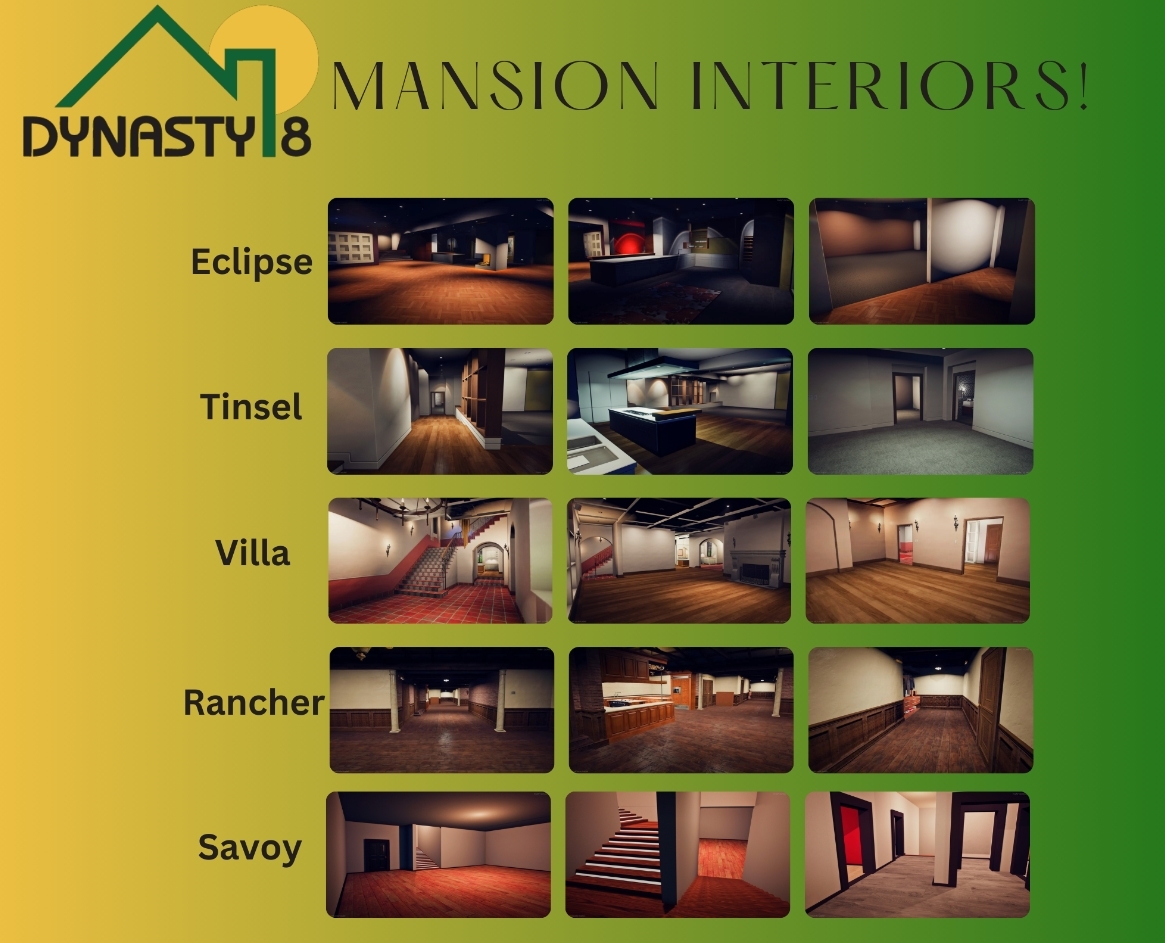 DYNASTY 8
MANSION INTERIORS!
Eclipse
Tinsel
Villa
Rancher
Savoy